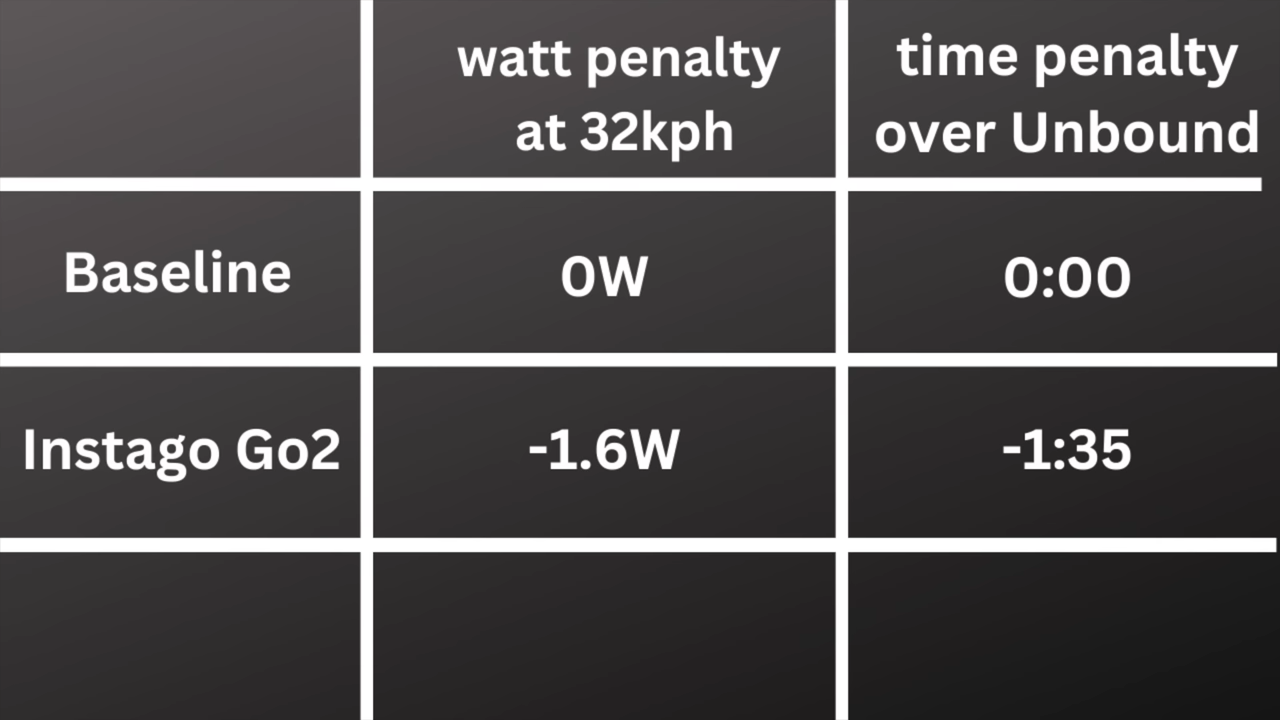 watt penalty
at 32kph
time penalty
over Unbound
Baseline
0W
0:00
Instago Go2
-1.6W
-1:35